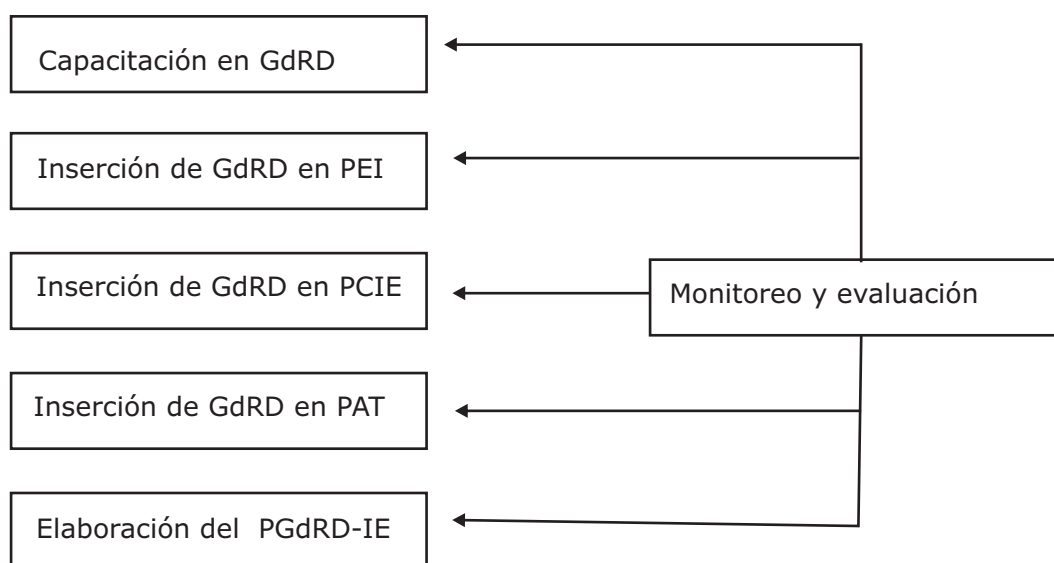 Capacitación en GdRD
Inserción de GdRD en PEI
Inserción de GdRD en PCIE
Monitoreo y evaluación
Inserción de GdRD en PAT
Elaboración del PGdRD-IE